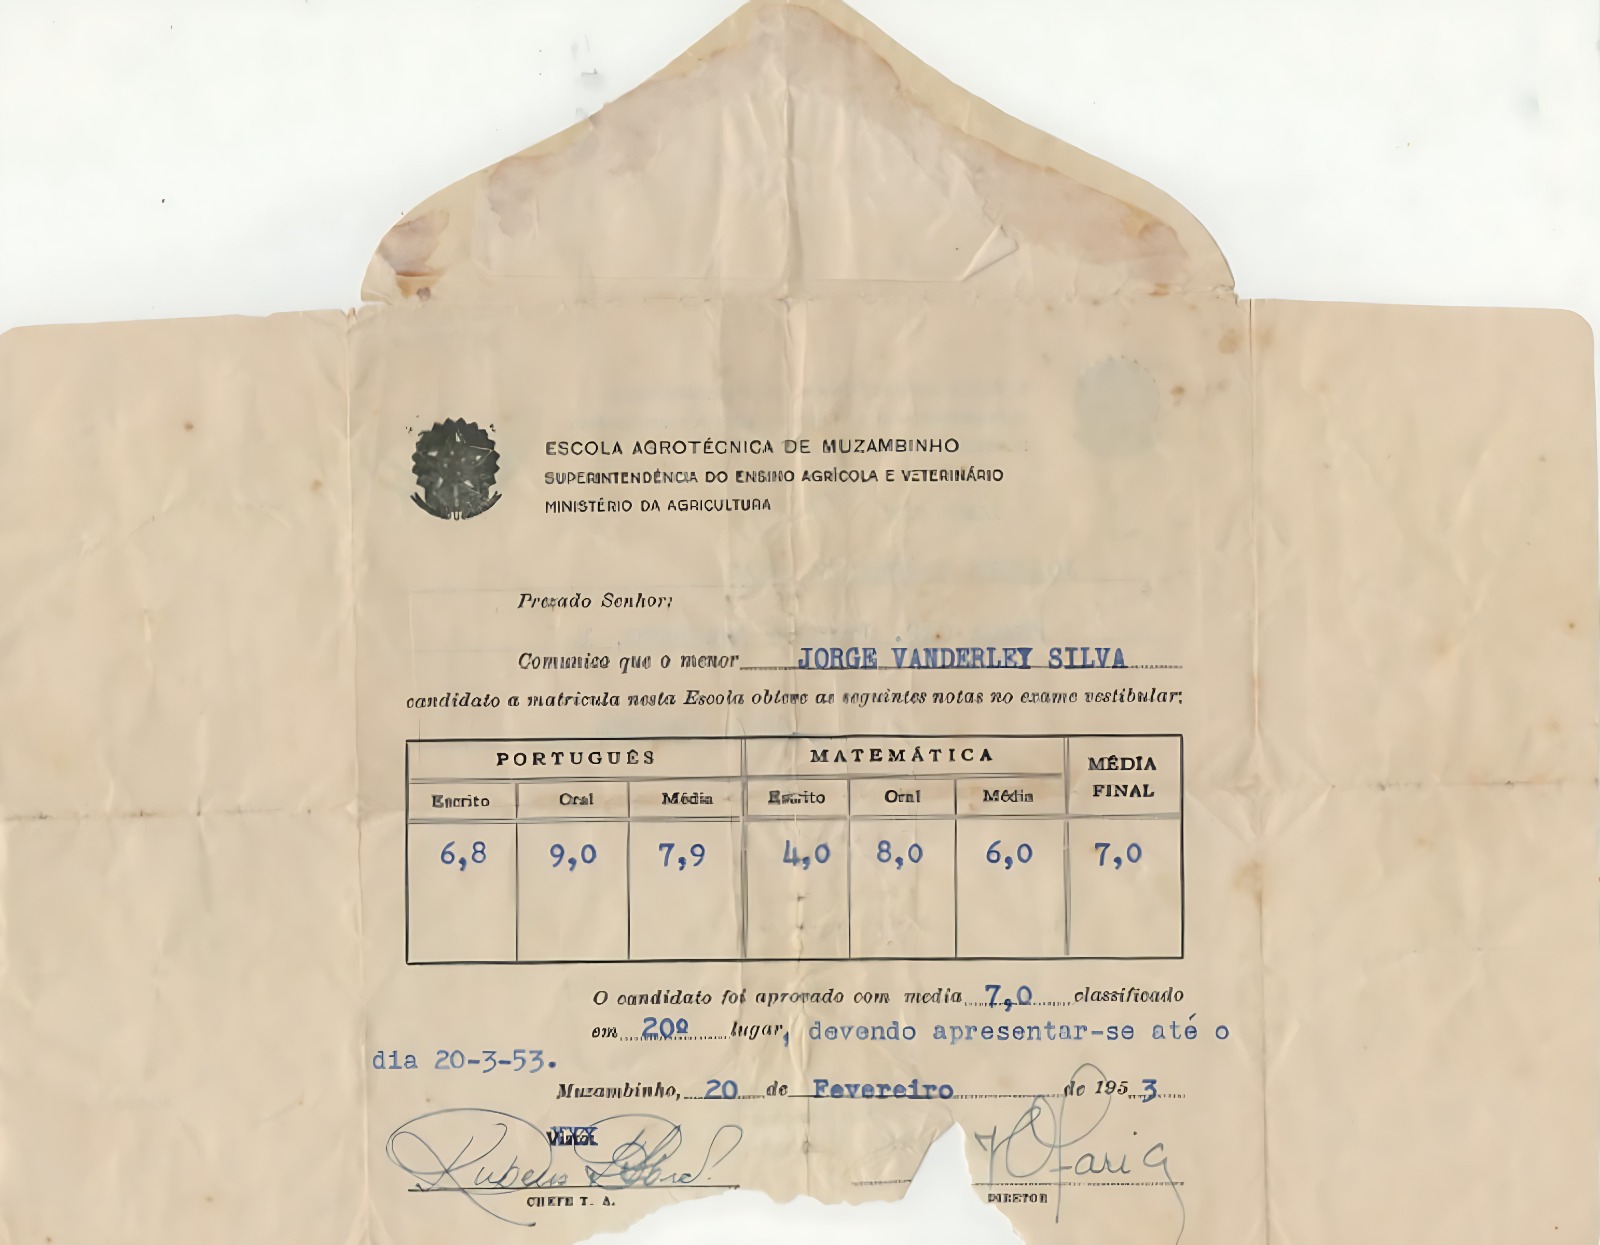 ESCOLA AGROTÉCNICA DE MUZAMBINHO
SUPERINTENDÊNCIA DO ENSINO AGRÍCOLA E VETERINÁRIO
MINISTÉRIO DA AGRICULTURA
Prezado Senhor:
Comunico que o menor JORGE VANDERLEY SILVA
candidato a matricula nesta Escola obteve as seguintes notas no exame vestibular:
PORTUGUÊS MATEMÁTICA MÉDIA FINAL
Escrito Oral Média Escrito Oral Média
6,8 9,0 7,9 4,0 8,0 6,0 7,0
O candidato foi aprovado com media 7,0 classificado
em 20º lugar, devendo apresentar-se até o
dia 20-3-53.
Muzambinho, 20 de Fevereiro de 1953
Rubens
CHEFE T. A. DIRETOR